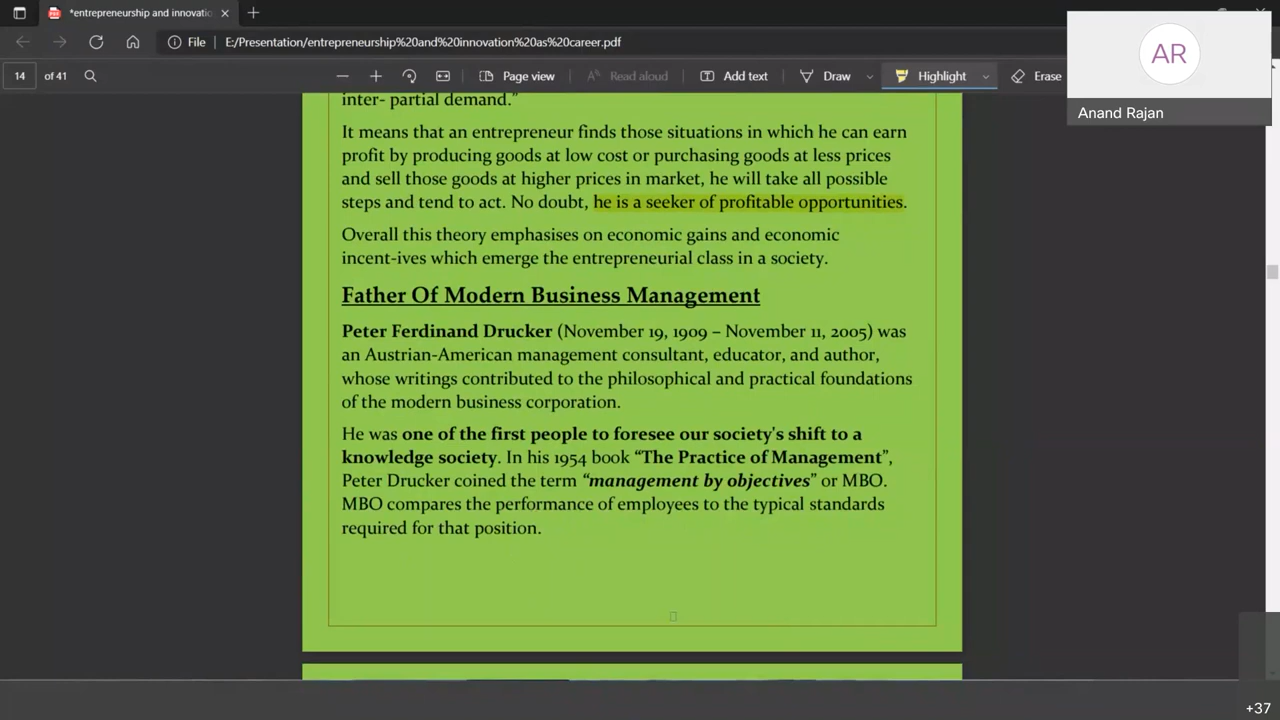 *entrepreneurship and innovatio
File
E:/Presentation/entrepreneurship%20and%20innovation%20as%20career.pdf
14
of 41
Page view
Read aloud
Add text
Draw
Highlight
Erase
AR
Anand Rajan
inter- partial demand.”
It means that an entrepreneur finds those situations in which he can earn
profit by producing goods at low cost or purchasing goods at less prices
and sell those goods at higher prices in market, he will take all possible
steps and tend to act. No doubt, he is a seeker of profitable opportunities.
Overall this theory emphasises on economic gains and economic
incent-ives which emerge the entrepreneurial class in a society.
Father Of Modern Business Management
Peter Ferdinand Drucker (November 19, 1909 – November 11, 2005) was
an Austrian-American management consultant, educator, and author,
whose writings contributed to the philosophical and practical foundations
of the modern business corporation.
He was one of the first people to foresee our society's shift to a
knowledge society. In his 1954 book “The Practice of Management”,
Peter Drucker coined the term “management by objectives” or MBO.
MBO compares the performance of employees to the typical standards
required for that position.
+37